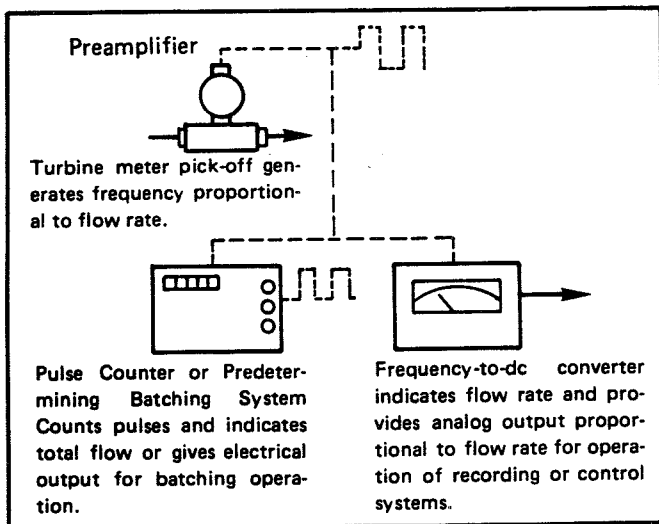 Preamplifier
Turbine meter pick-off gen-
erates frequency proportion-
al to flow rate.
Pulse Counter or Predeter-
mining Batching System
Counts pulses and indicates
total flow or gives electrical
output for batching opera-
tion.
Frequency-to-dc converter
indicates flow rate and pro-
vides analog output propor-
tional to flow rate for opera-
tion of recording or control
systems.